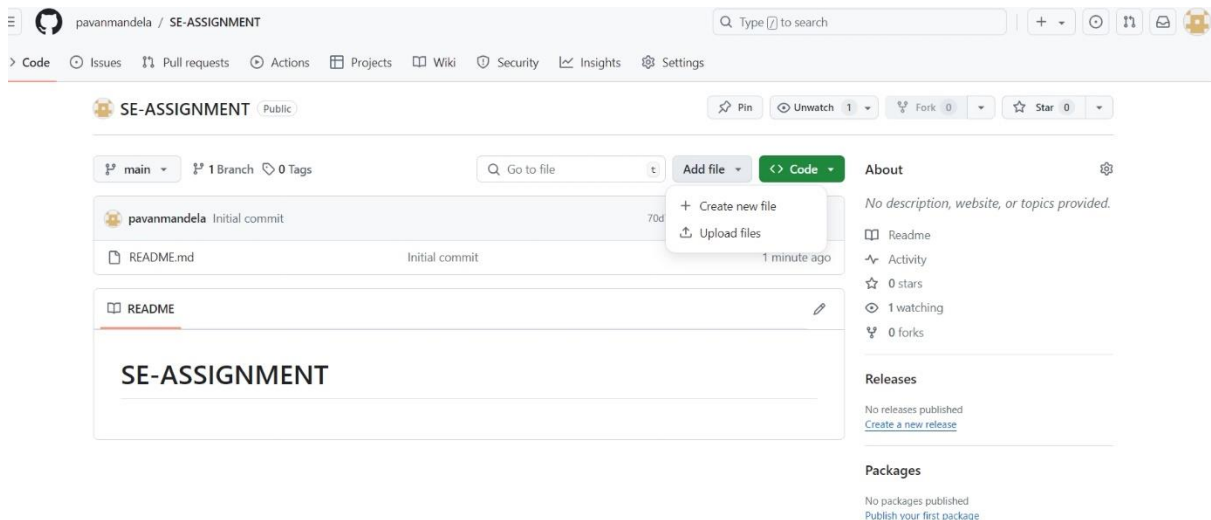 pavanmandela / SE-ASSIGNMENT
Type / to search
Code Issues Pull requests Actions Projects Wiki Security Insights Settings
SE-ASSIGNMENT Public
Pin Unwatch 1 Fork 0 Star 0
main 1 Branch 0 Tags
Go to file t
Add file
Code
Create new file
Upload files
pavanmandela Initial commit
README.md Initial commit 1 minute ago
README
SE-ASSIGNMENT
About
No description, website, or topics provided.
Readme
Activity
0 stars
1 watching
0 forks
Releases
No releases published
Create a new release
Packages
No packages published
Publish your first package